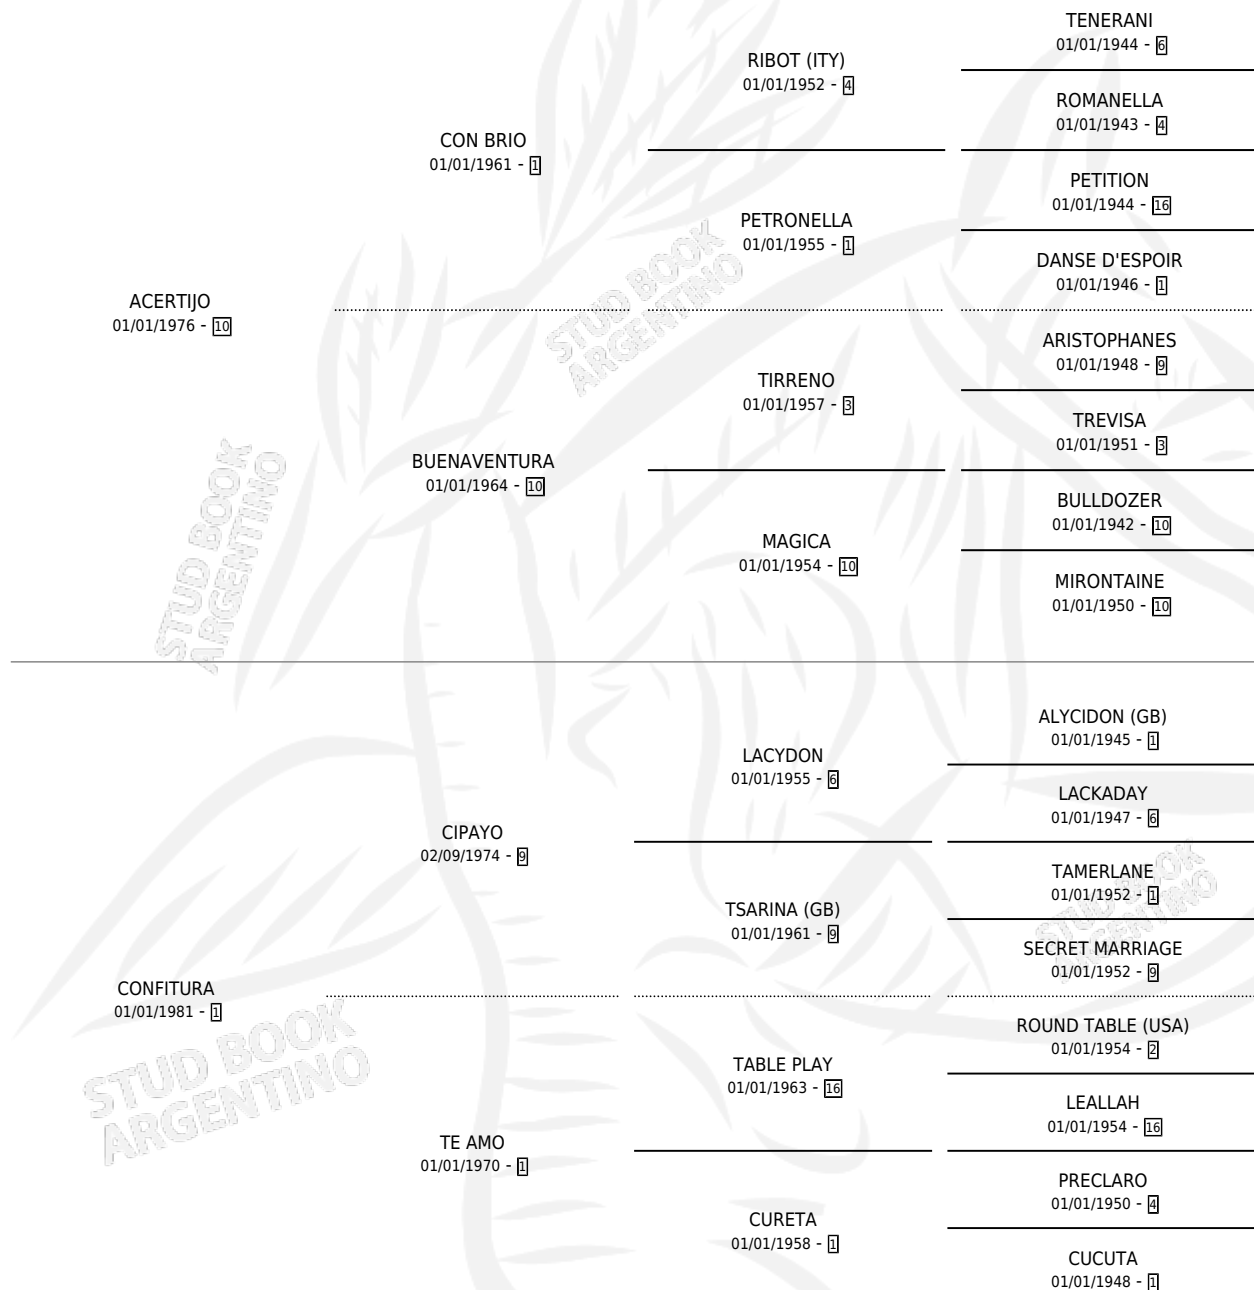 TENERANI
01/01/1944 - 6
RIBOT (ITY)
01/01/1952 - 4
ROMANELLA
01/01/1943 - 4
CON BRIO
01/01/1961 - 1
PETITION
01/01/1944 - 16
PETRONELLA
01/01/1955 - 1
DANSE D'ESPOIR
01/01/1946 - 1
ACERTIJO
01/01/1976 - 10
STUD BOOK
ARGENTINO
ARISTOPHANES
01/01/1948 - 9
TIRRENO
01/01/1957 - 3
TREVISA
01/01/1951 - 3
BUENAVENTURA
01/01/1964 - 10
BULLDOZER
01/01/1942 - 10
MAGICA
01/01/1954 - 10
MIRONTAINE
01/01/1950 - 10
STUD BOOK
ARGENTINO
ALYCIDON (GB)
01/01/1945 - 1
LACYDON
01/01/1955 - 6
LACKADAY
01/01/1947 - 6
CIPAYO
02/09/1974 - 9
TAMERLANE
01/01/1952 - 1
TSARINA (GB)
01/01/1961 - 9
SECRET MARRIAGE
01/01/1952 - 9
STUD BOOK
ARGENTINO
CONFITURA
01/01/1981 - 1
ROUND TABLE (USA)
01/01/1954 - 2
TABLE PLAY
01/01/1963 - 16
LEALLAH
01/01/1954 - 16
STUD BOOK
ARGENTINO
TE AMO
01/01/1970 - 1
PRECLARO
01/01/1950 - 4
CURETA
01/01/1958 - 1
CUCUTA
01/01/1948 - 1